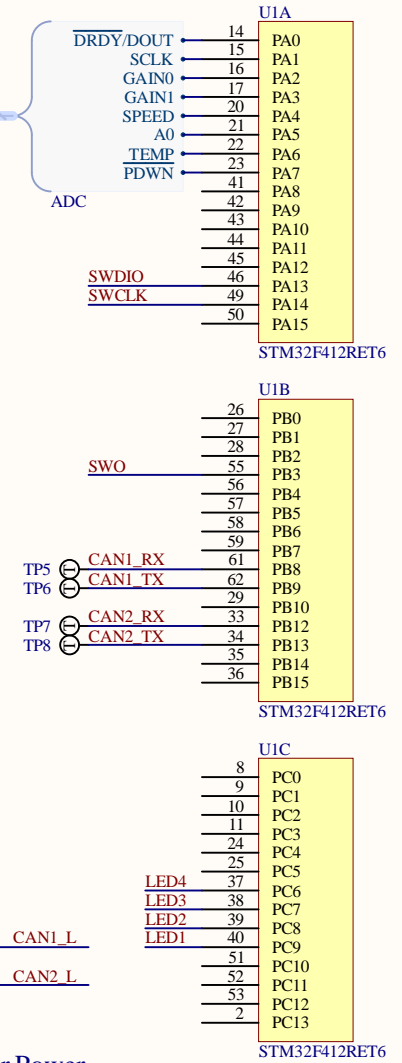 U1A
DRDY/DOUT 14 PA0
SCLK 15 PA1
GAIN0 16 PA2
GAIN1 17 PA3
SPEED 20 PA4
A0 21 PA5
TEMP 22 PA6
PDWN 23 PA7
ADC
41 PA8
42 PA9
43 PA10
44 PA11
45 PA12
SWDIO 46 PA13
SWCLK 49 PA14
50 PA15
STM32F412RET6
U1B
26 PB0
27 PB1
28 PB2
SWO 55 PB3
56 PB4
57 PB5
58 PB6
59 PB7
TP5 CAN1_RX 61 PB8
TP6 CAN1_TX 62 PB9
29 PB10
TP7 CAN2_RX 33 PB12
TP8 CAN2_TX 34 PB13
35 PB14
36 PB15
STM32F412RET6
U1C
8 PC0
9 PC1
10 PC2
11 PC3
24 PC4
25 PC5
LED4 37 PC6
LED3 38 PC7
LED2 39 PC8
CAN1_L LED1 40 PC9
51 PC10
CAN2_L 52 PC11
53 PC12
2 PC13
STM32F412RET6